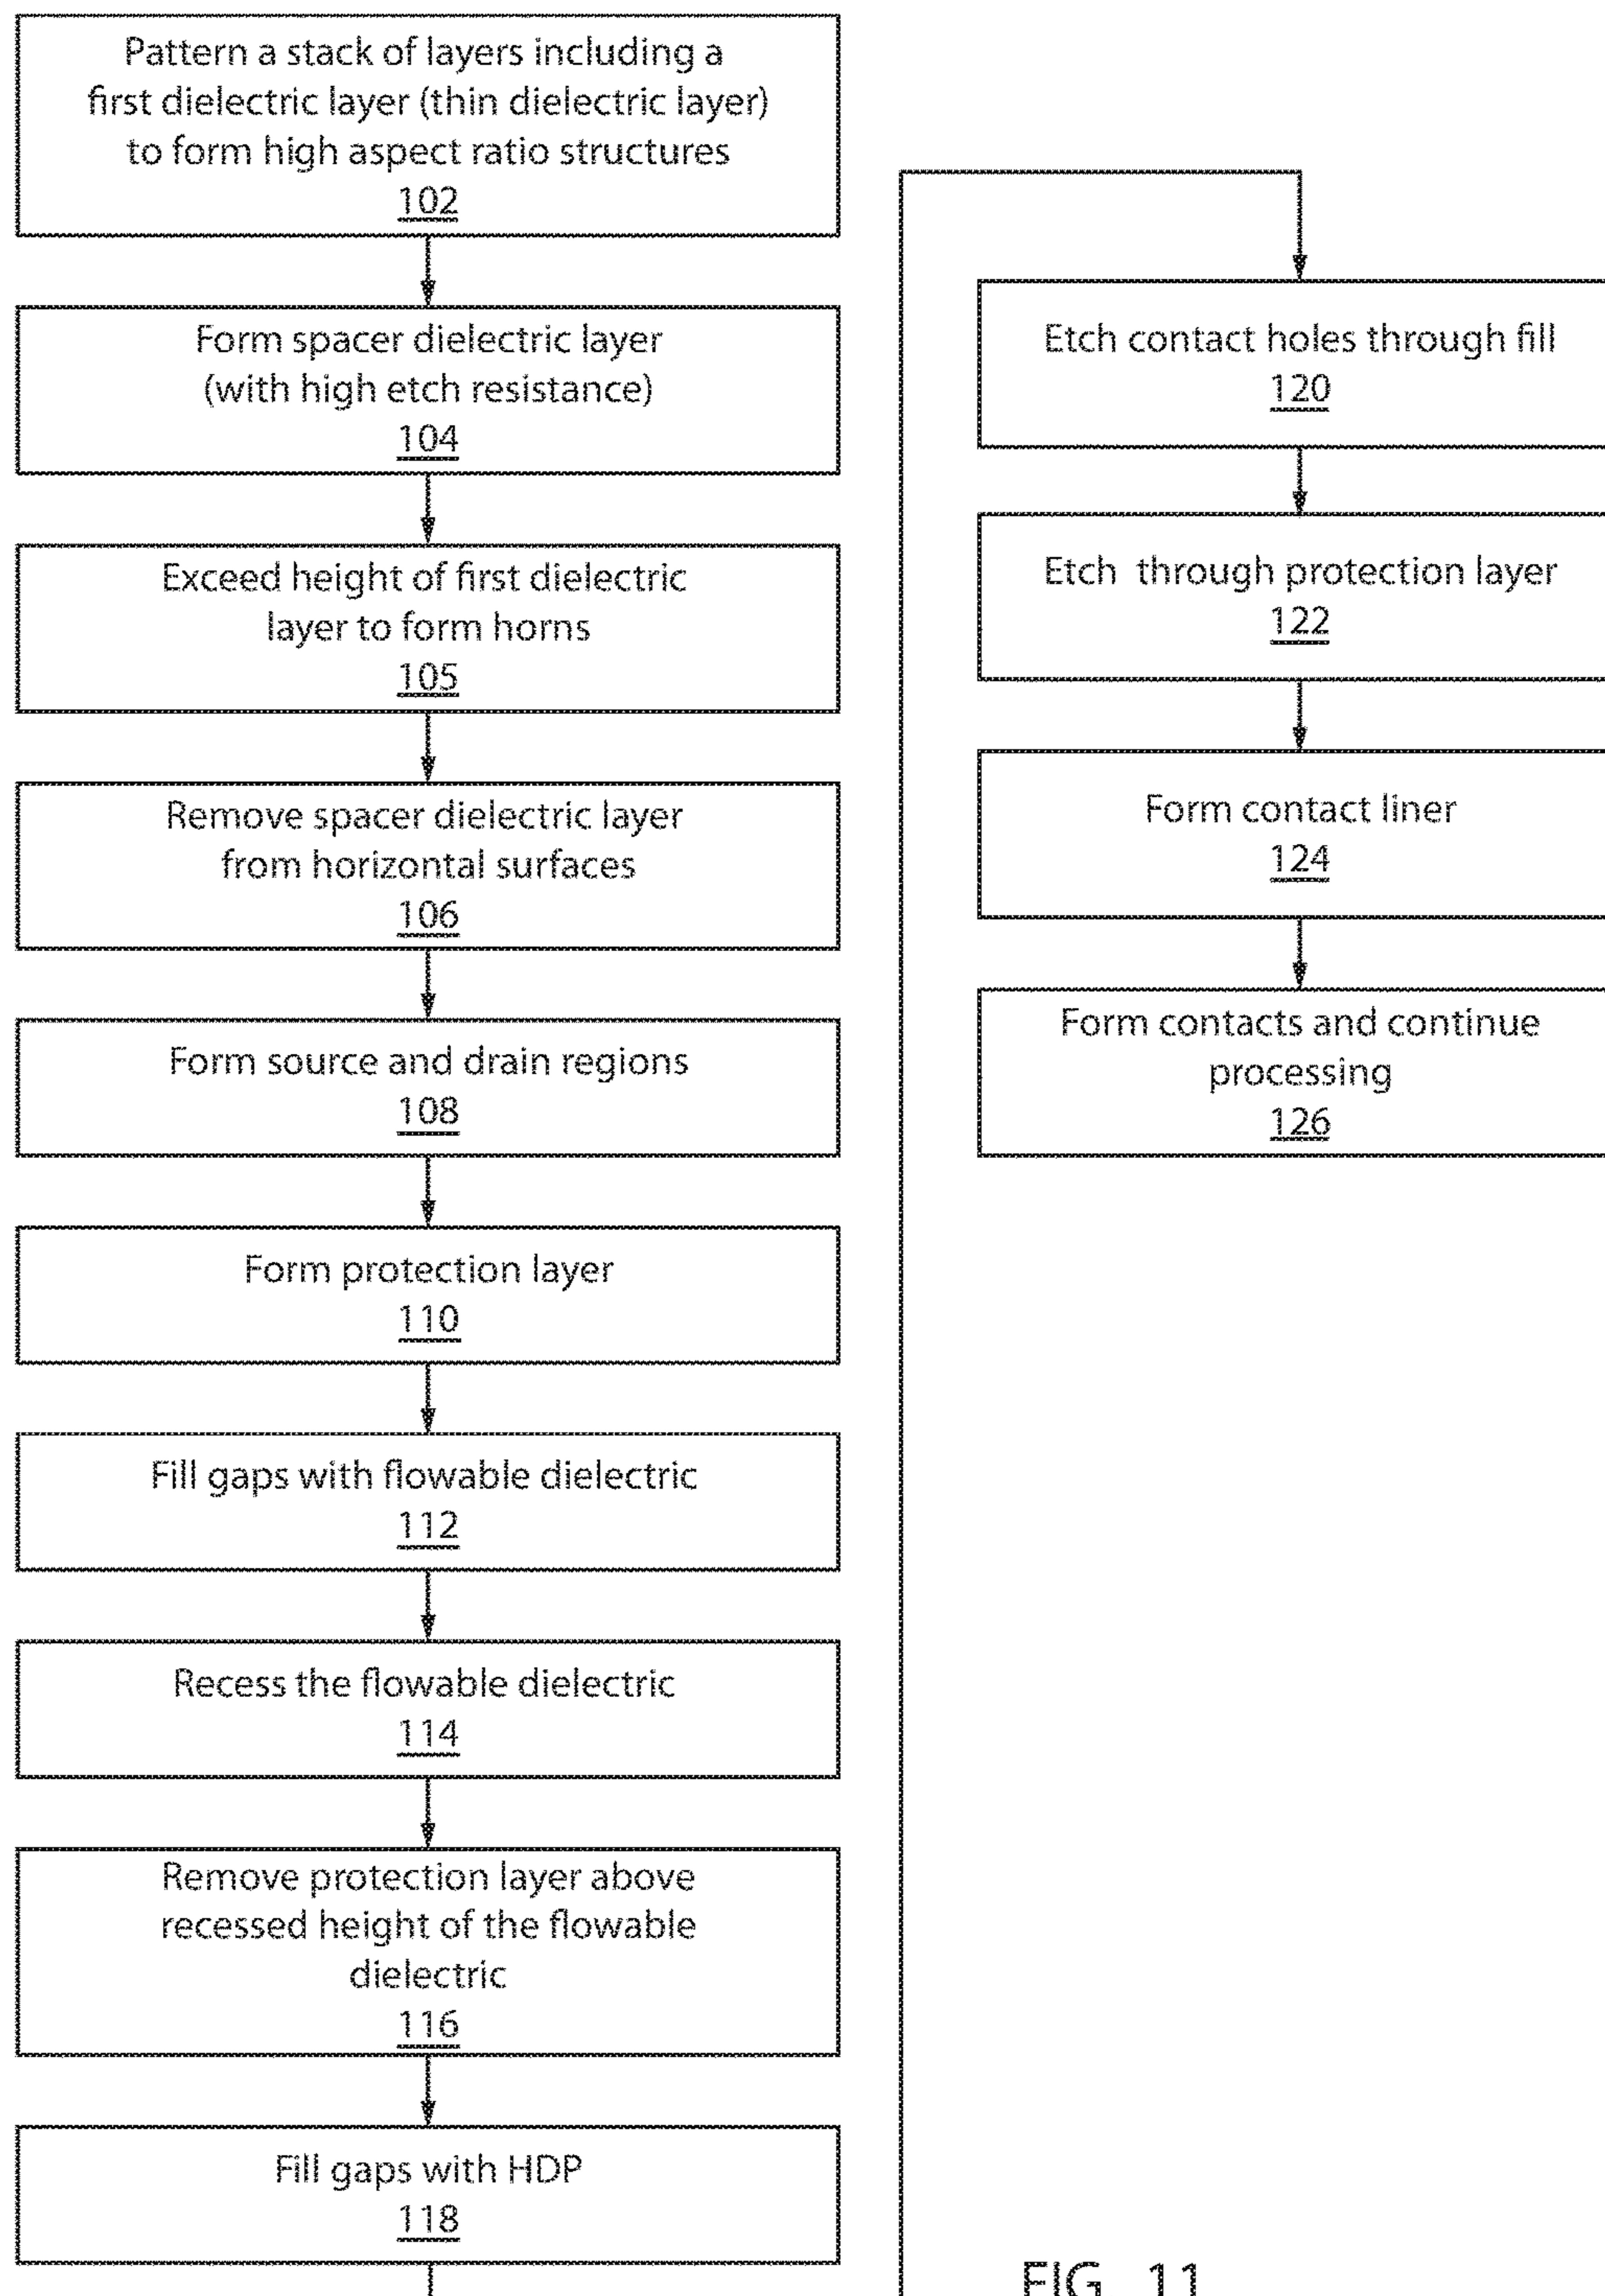 Pattern a stack of layers including a
first dielectric layer (thin dielectric layer)
to form high aspect ratio structures
102
Form spacer dielectric layer
(with high etch resistance)
104
Exceed height of first dielectric
layer to form horns
105
Remove spacer dielectric layer
from horizontal surfaces
106
Form source and drain regions
108
Form protection layer
110
Fill gaps with flowable dielectric
112
Recess the flowable dielectric
114
Remove protection layer above
recessed height of the flowable
dielectric
116
Fill gaps with HDP
118
Etch contact holes through fill
120
Etch through protection layer
122
Form contact liner
124
Form contacts and continue
processing
126
FIG. 11